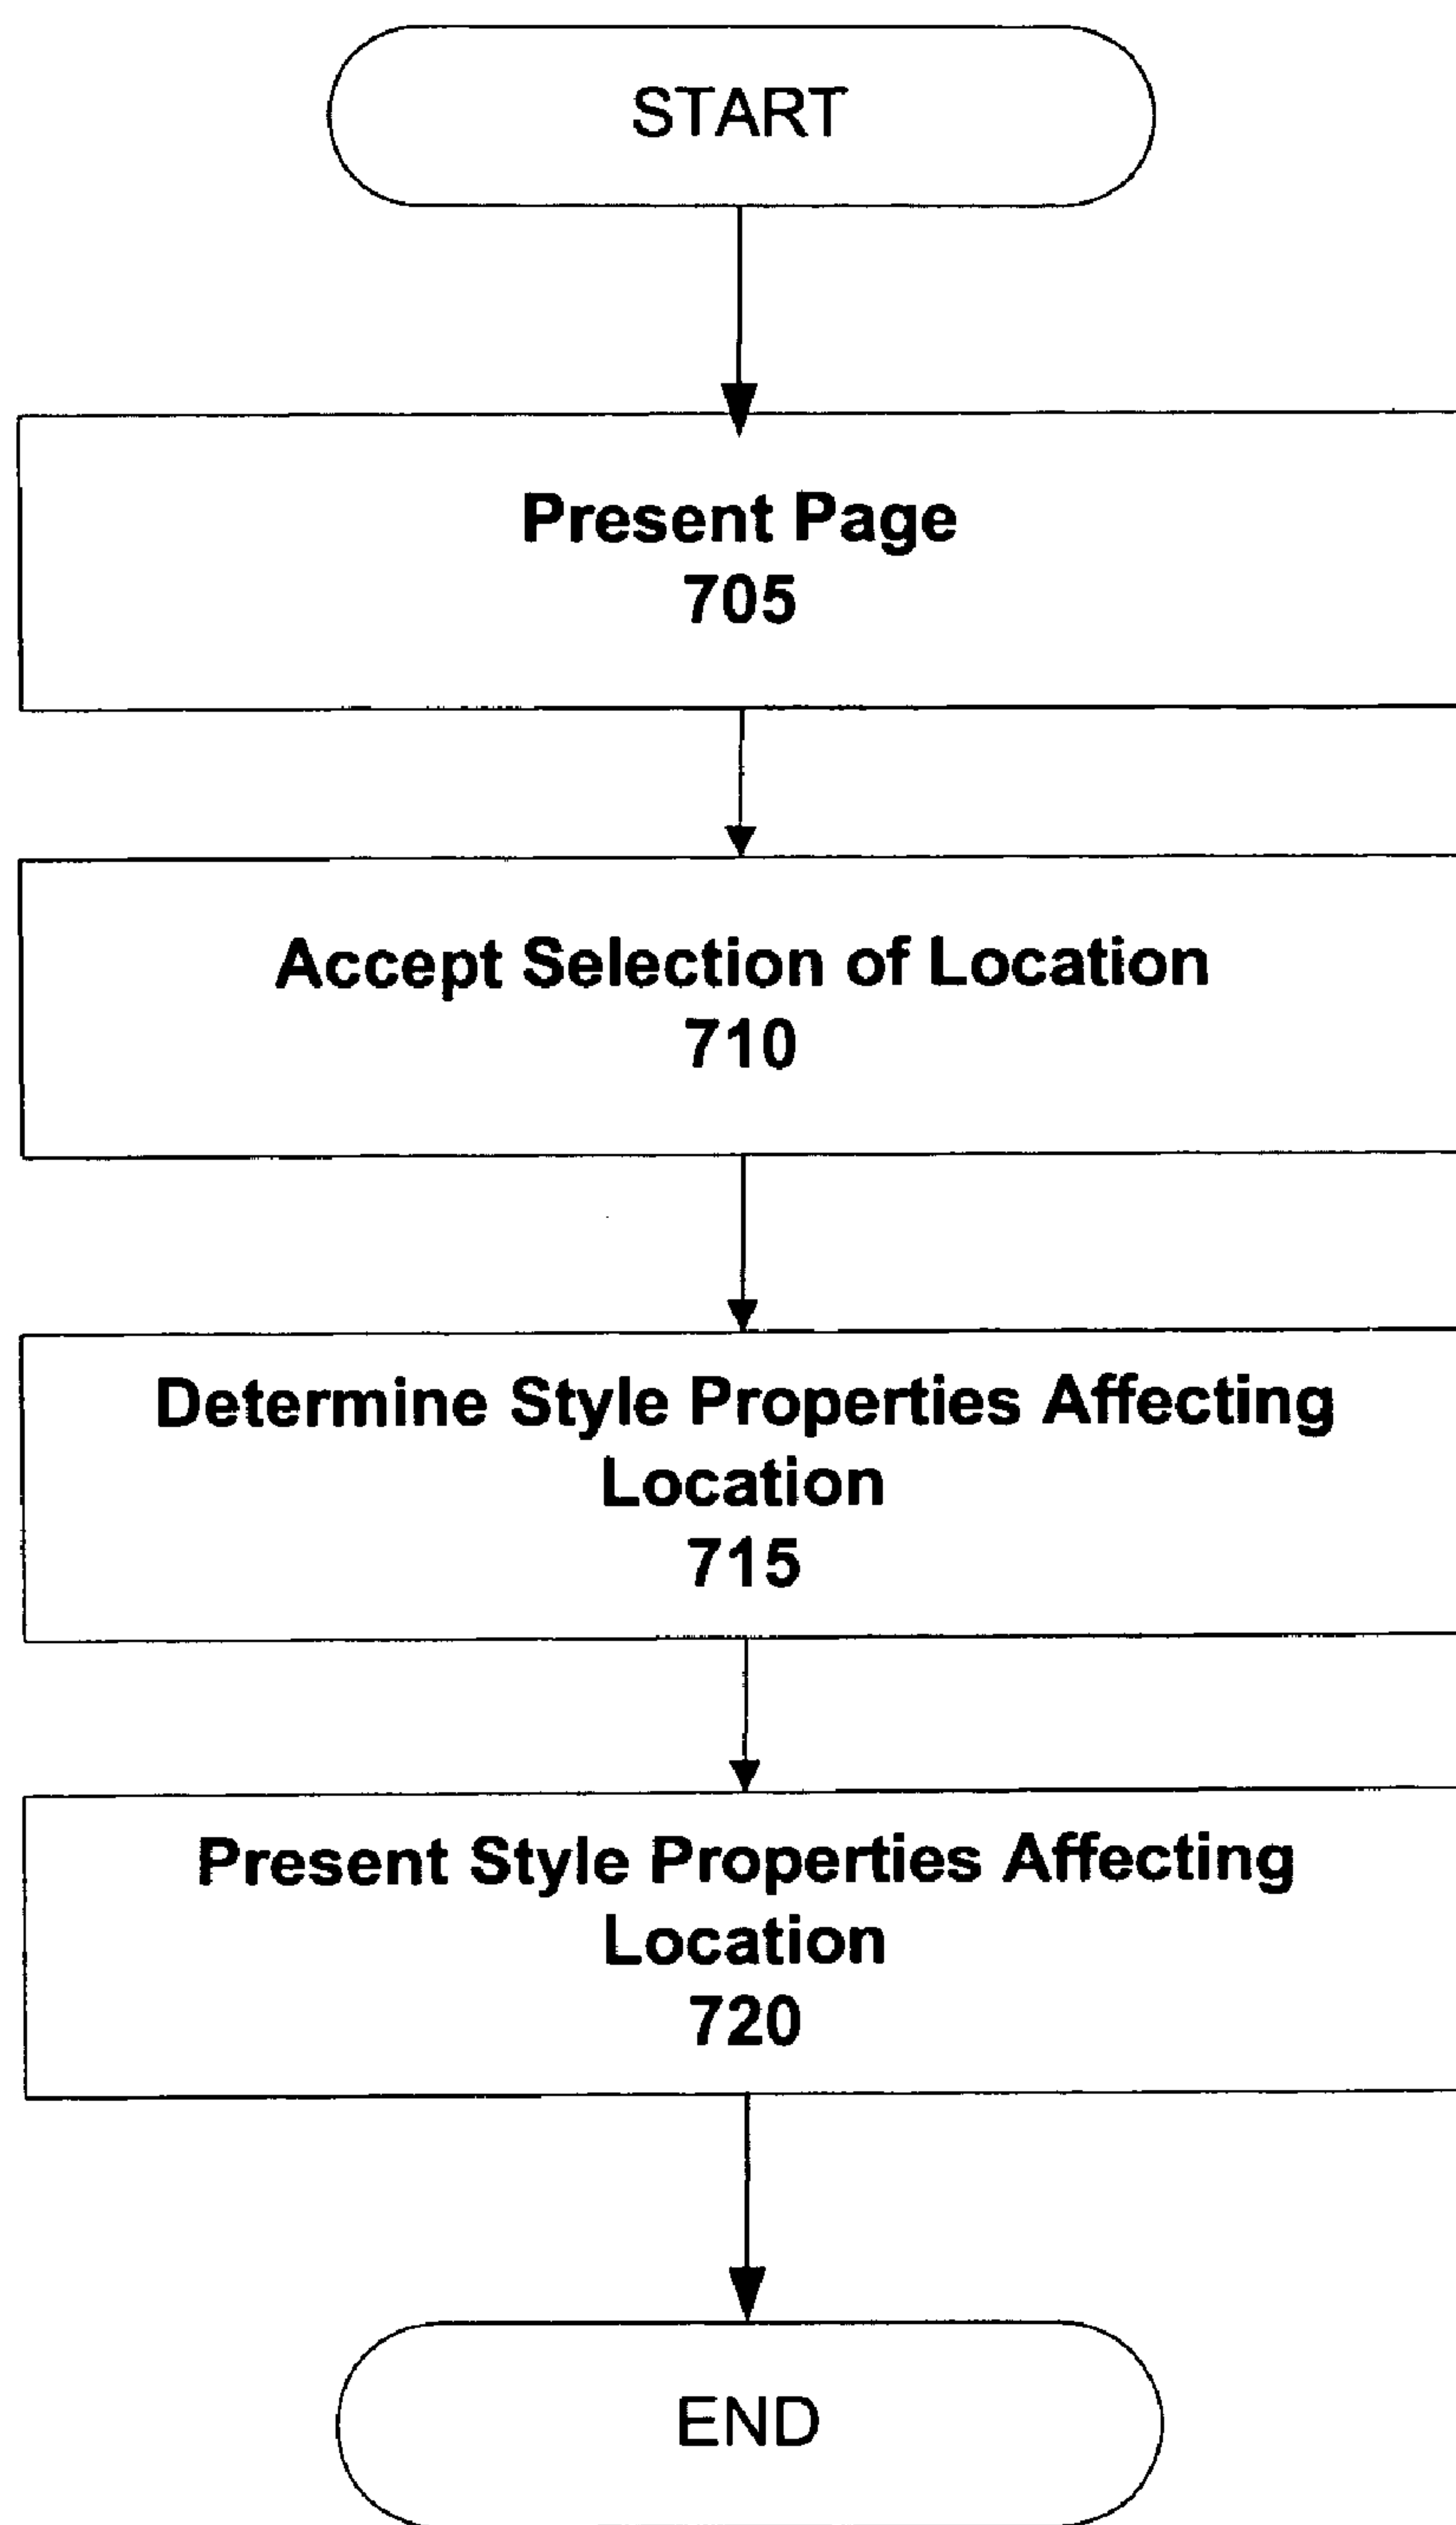 START
Present Page
705
Accept Selection of Location
710
Determine Style Properties Affecting
Location
715
Present Style Properties Affecting
Location
720
END